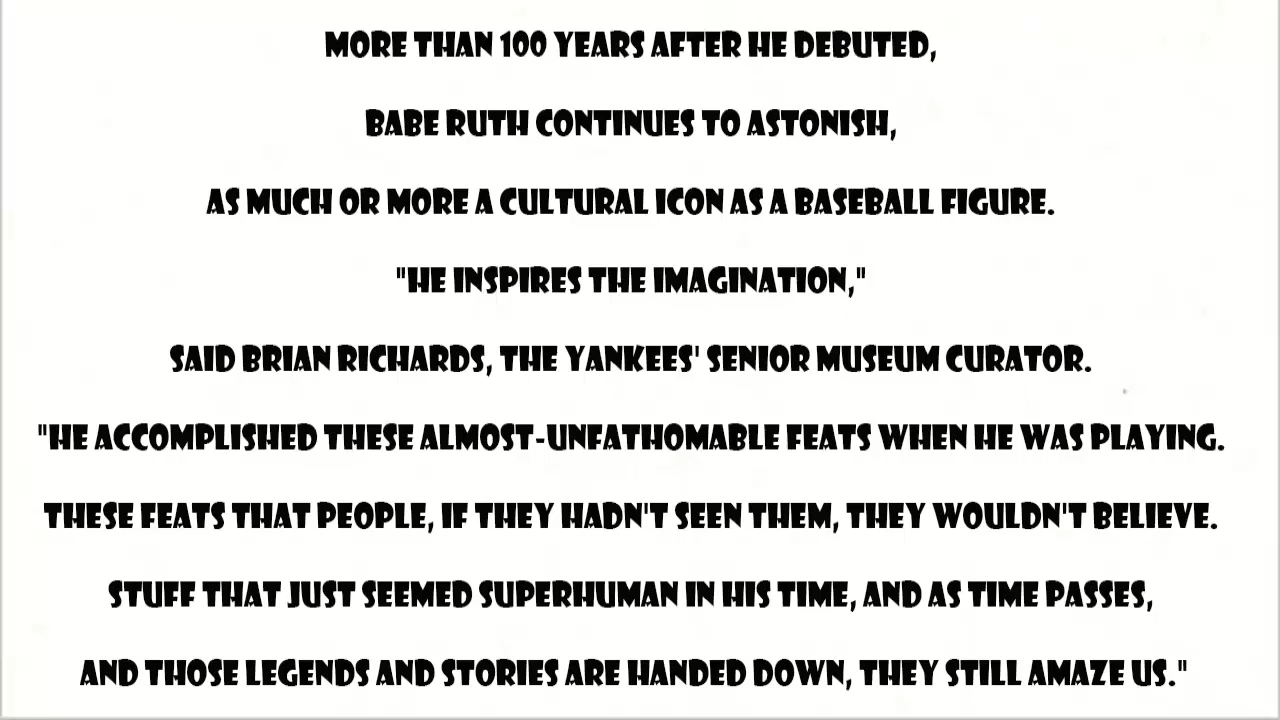 MORE THAN 100 YEARS AFTER HE DEBUTED,
BABE RUTH CONTINUES TO ASTONISH,
AS MUCH OR MORE A CULTURAL ICON AS A BASEBALL FIGURE.
"HE INSPIRES THE IMAGINATION,"
SAID BRIAN RICHARDS, THE YANKEES' SENIOR MUSEUM CURATOR.
"HE ACCOMPLISHED THESE ALMOST-UNFATHOMABLE FEATS WHEN HE WAS PLAYING.
THESE FEATS THAT PEOPLE, IF THEY HADN'T SEEN THEM, THEY WOULDN'T BELIEVE.
STUFF THAT JUST SEEMED SUPERHUMAN IN HIS TIME, AND AS TIME PASSES,
AND THOSE LEGENDS AND STORIES ARE HANDED DOWN, THEY STILL AMAZE US."